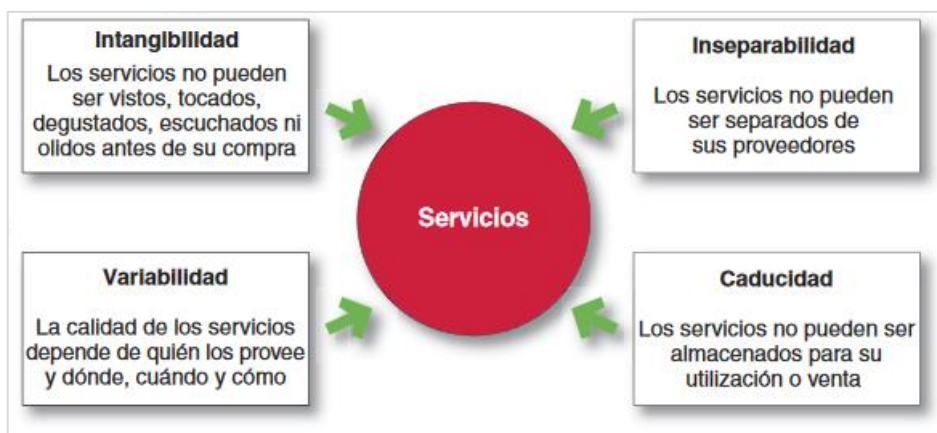 Intangibilidad
Los servicios no pueden
ser vistos, tocados,
degustados, escuchados ni
olidos antes de su compra
Inseparabilidad
Los servicios no pueden
ser separados de
sus proveedores
Servicios
Variabilidad
La calidad de los servicios
depende de quién los provee
y dónde, cuándo y cómo
Caducidad
Los servicios no pueden ser
almacenados para su
utilización o venta